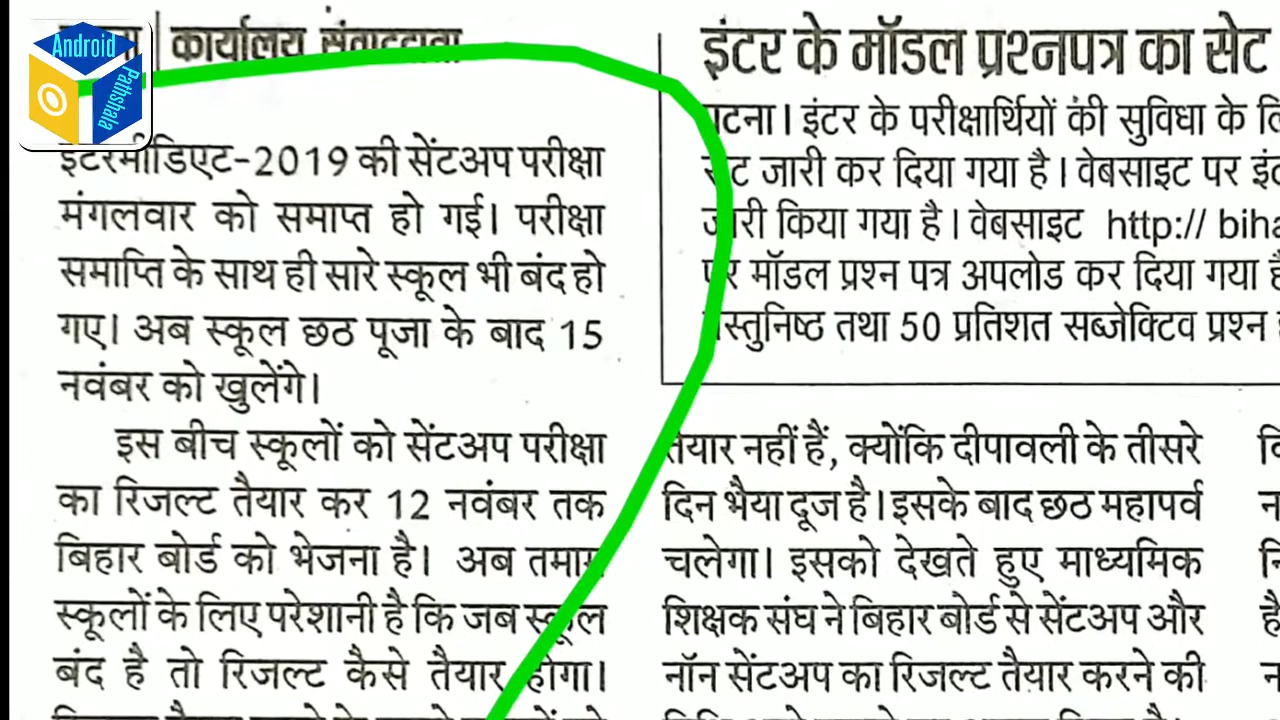 Android
Pathshala
कार्यालय संवाददाता
इंटरमीडिएट-2019 की सेंटअप परीक्षा
मंगलवार को समाप्त हो गई। परीक्षा
समाप्ति के साथ ही सारे स्कूल भी बंद हो
गए। अब स्कूल छठ पूजा के बाद 15
नवंबर को खुलेंगे।
इस बीच स्कूलों को सेंटअप परीक्षा
का रिजल्ट तैयार कर 12 नवंबर तक
बिहार बोर्ड को भेजना है। अब तमाम
स्कूलों के लिए परेशानी है कि जब स्कूल
बंद है तो रिजल्ट कैसे तैयार होगा।
इंटर के मॉडल प्रश्नपत्र का सेट
पटना। इंटर के परीक्षार्थियों की सुविधा के
सेट जारी कर दिया गया है। वेबसाइट पर
जारी किया गया है। वेबसाइट http:// biha
पर मॉडल प्रश्न पत्र अपलोड कर दिया गया
वस्तुनिष्ठ तथा 50 प्रतिशत सब्जेक्टिव प्रश्न
तैयार नहीं हैं, क्योंकि दीपावली के तीसरे
दिन भैया दूज है। इसके बाद छठ महापर्व
चलेगा। इसको देखते हुए माध्यमिक
शिक्षक संघ ने बिहार बोर्ड से सेंटअप और
नॉन सेंटअप का रिजल्ट तैयार करने की